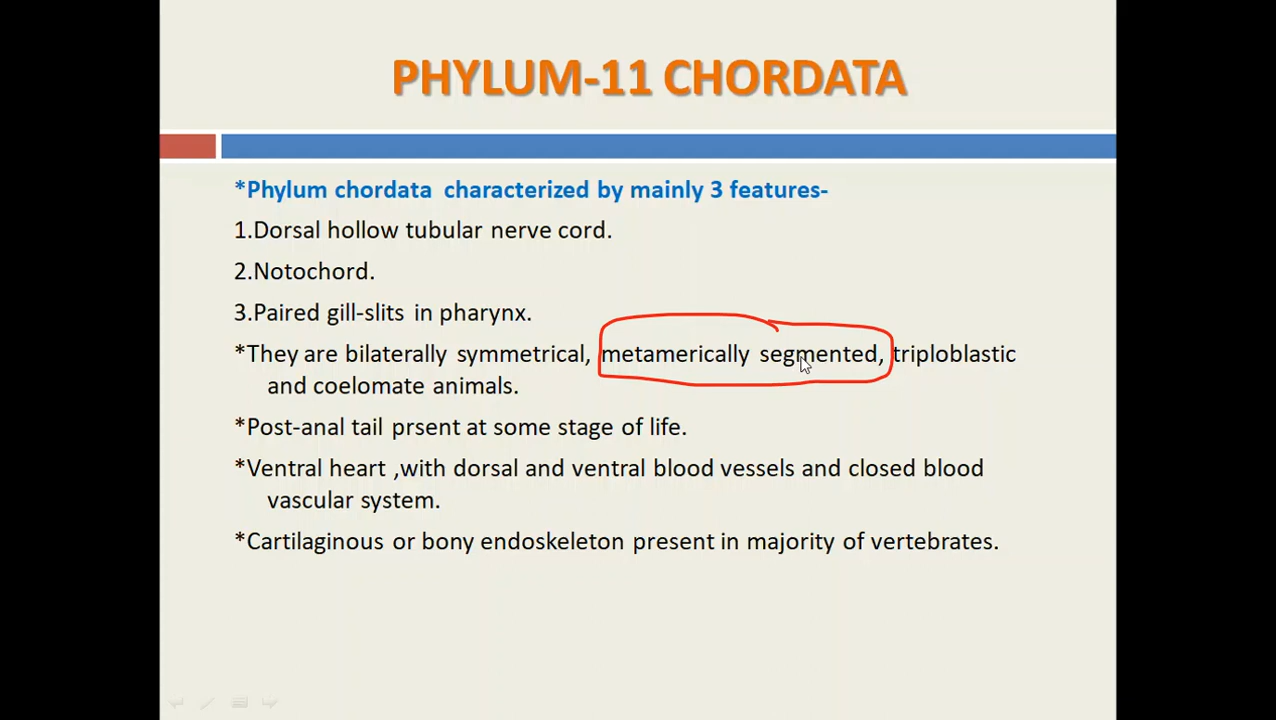 PHYLUM-11 CHORDATA
*Phylum chordata characterized by mainly 3 features-
1.Dorsal hollow tubular nerve cord.
2.Notochord.
3.Paired gill-slits in pharynx.
*They are bilaterally symmetrical, metamerically segmented, triploblastic
and coelomate animals.
*Post-anal tail prsent at some stage of life.
*Ventral heart ,with dorsal and ventral blood vessels and closed blood
vascular system.
*Cartilaginous or bony endoskeleton present in majority of vertebrates.